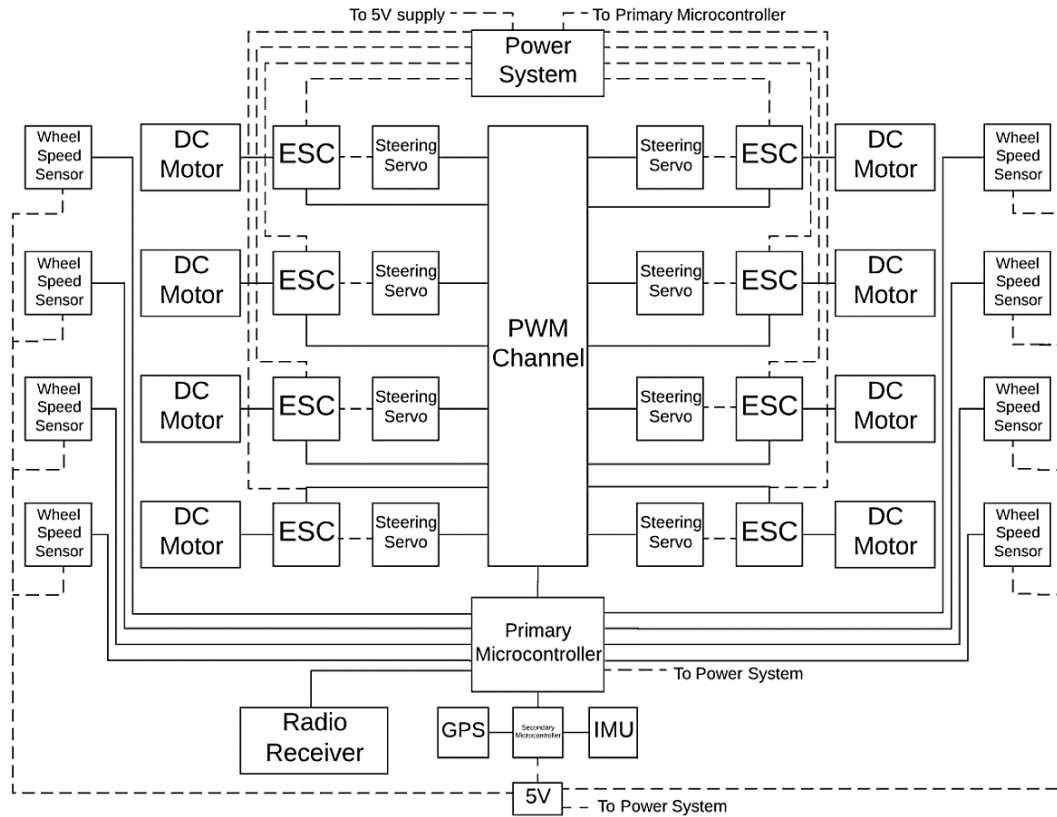 To 5V supply
To Primary Microcontroller
Power
System
Wheel
Speed
Sensor
DC
Motor
ESC
Steering
Servo
Steering
Servo
ESC
DC
Motor
Wheel
Speed
Sensor
Wheel
Speed
Sensor
DC
Motor
ESC
Steering
Servo
Steering
Servo
ESC
DC
Motor
Wheel
Speed
Sensor
PWM
Channel
Wheel
Speed
Sensor
DC
Motor
ESC
Steering
Servo
Steering
Servo
ESC
DC
Motor
Wheel
Speed
Sensor
Wheel
Speed
Sensor
DC
Motor
ESC
Steering
Servo
Steering
Servo
ESC
DC
Motor
Wheel
Speed
Sensor
Primary
Microcontroller
To Power System
Radio
Receiver
GPS
Secondary
Microcontroller
IMU
5V
To Power System